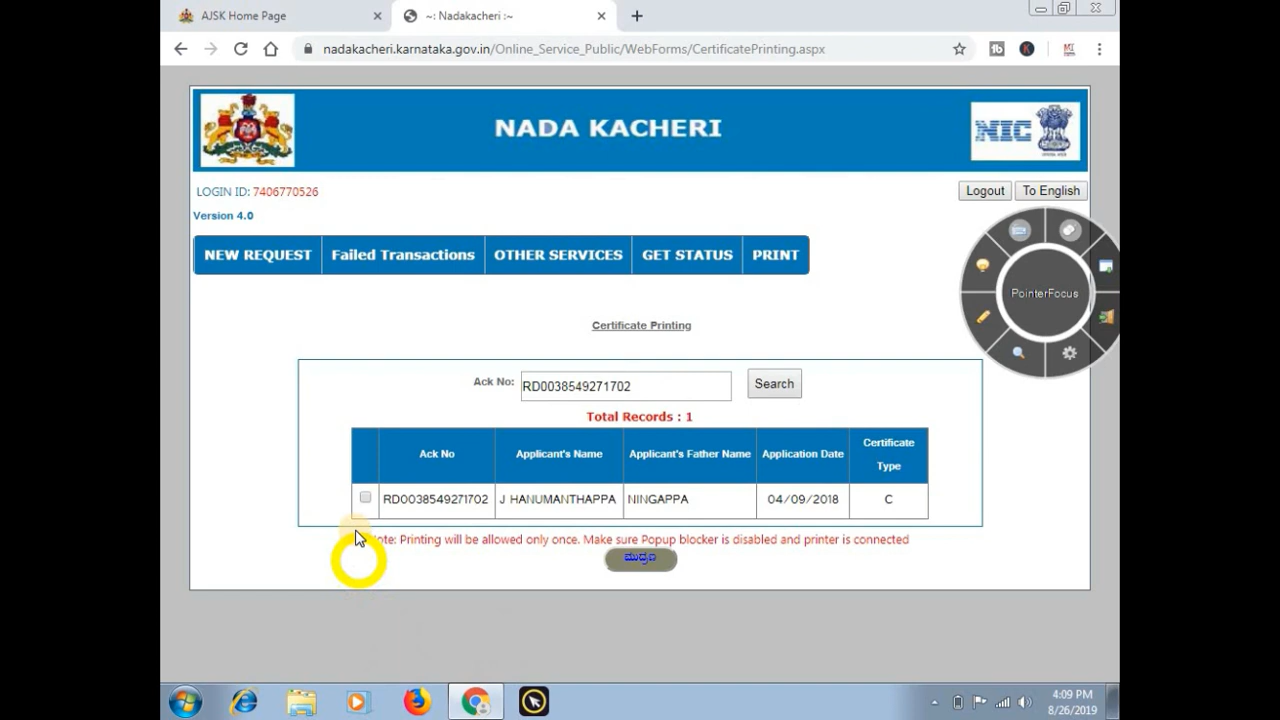 AJSK Home Page
~: Nadakacheri :~
nadakacheri.karnataka.gov.in/Online_Service_Public/WebForms/CertificatePrinting.aspx
NADA KACHERI
NIC
LOGIN ID: 7406770526
Logout
To English
Version 4.0
NEW REQUEST
Failed Transactions
OTHER SERVICES
GET STATUS
PRINT
PointerFocus
Certificate Printing
Ack No:
RD0038549271702
Search
Total Records : 1
Ack No
Applicant's Name
Applicant's Father Name
Application Date
Certificate
Type
RD0038549271702
J HANUMANTHAPPA
NINGAPPA
04/09/2018
C
ote: Printing will be allowed only once. Make sure Popup blocker is disabled and printer is connected
ಮುದ್ರಣ
4:09 PM
8/26/2019